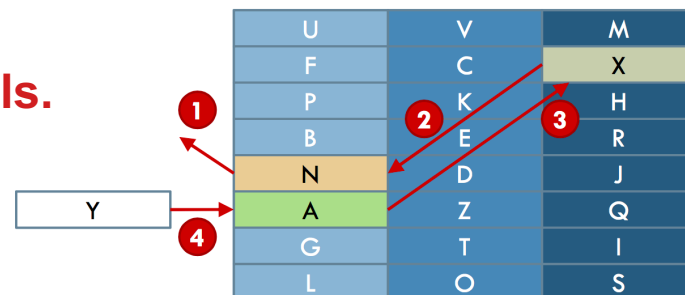 U V M
F C X
ls.
P K H
1
2
3
B E R
N D J
Y A Z Q
4
G T I
L O S